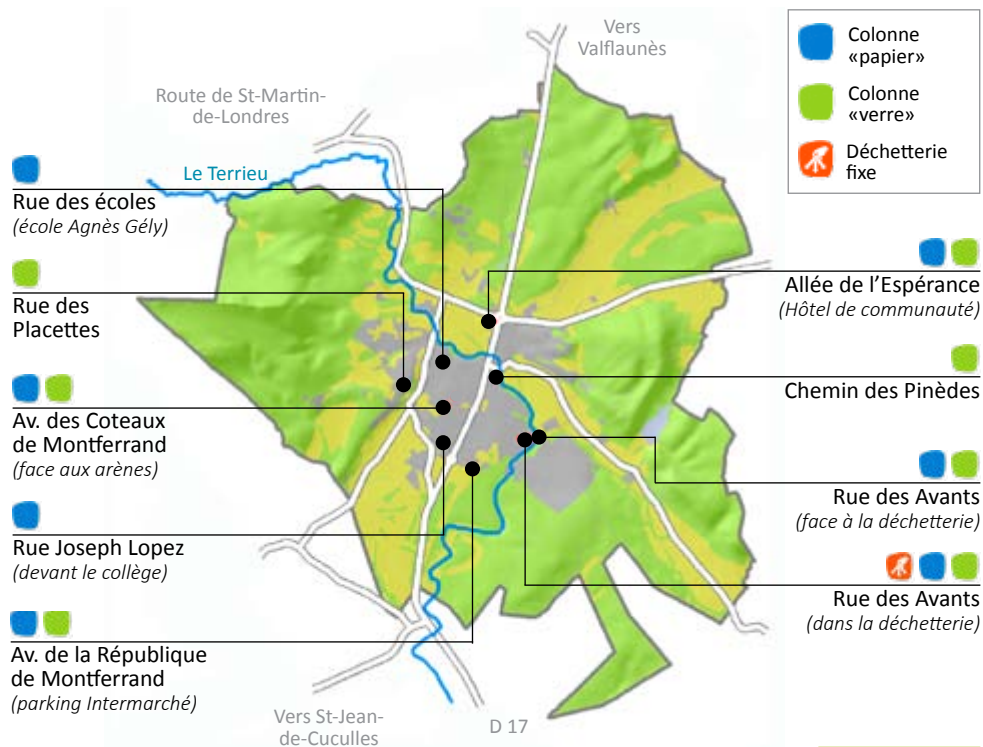 Vers
Valflaunès
Route de St-Martin-
de-Londres
Le Terrieu
Colonne
«papier»
Colonne
«verre»
Déchetterie
fixe
Rue des écoles
(école Agnès Gély)
Rue des
Placettes
Av. des Coteaux
de Montferrand
(face aux arènes)
Rue Joseph Lopez
(devant le collège)
Av. de la République
de Montferrand
(parking Intermarché)
Allée de l'Espérance
(Hôtel de communauté)
Chemin des Pinèdes
Rue des Avants
(face à la déchetterie)
Rue des Avants
(dans la déchetterie)
Vers St-Jean-
de-Cuculles
D 17